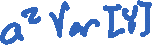 a² Var [Y]